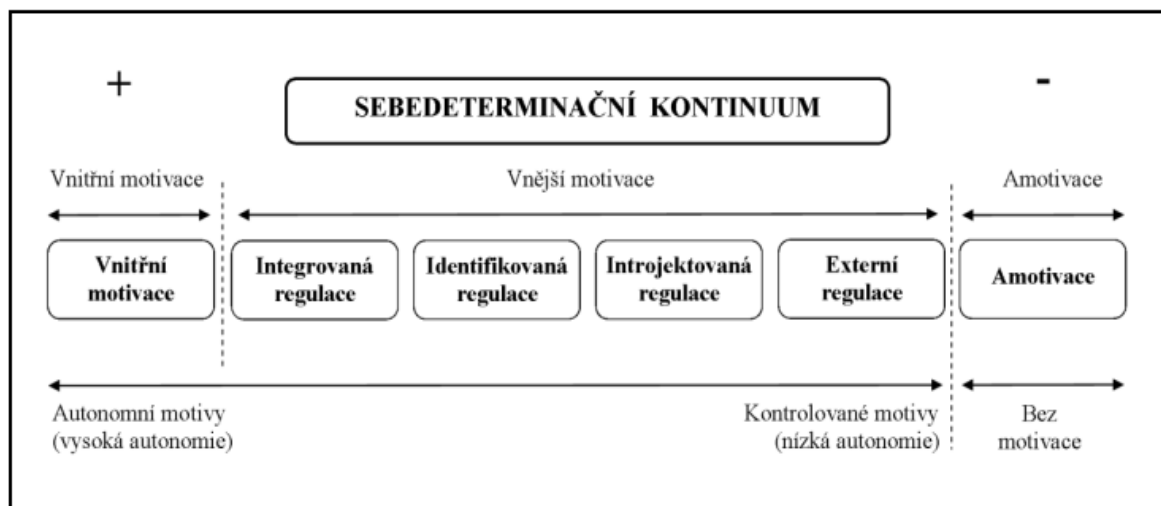 +
-
SEBEDETERMINAČNÍ KONTINUUM
Vnitřní motivace
Vnější motivace
Amotivace
Vnitřní
motivace
Integrovaná
regulace
Identifikovaná
regulace
Introjektovaná
regulace
Externí
regulace
Amotivace
Autonomní motivy
(vysoká autonomie)
Kontrolované motivy
(nízká autonomie)
Bez
motivace